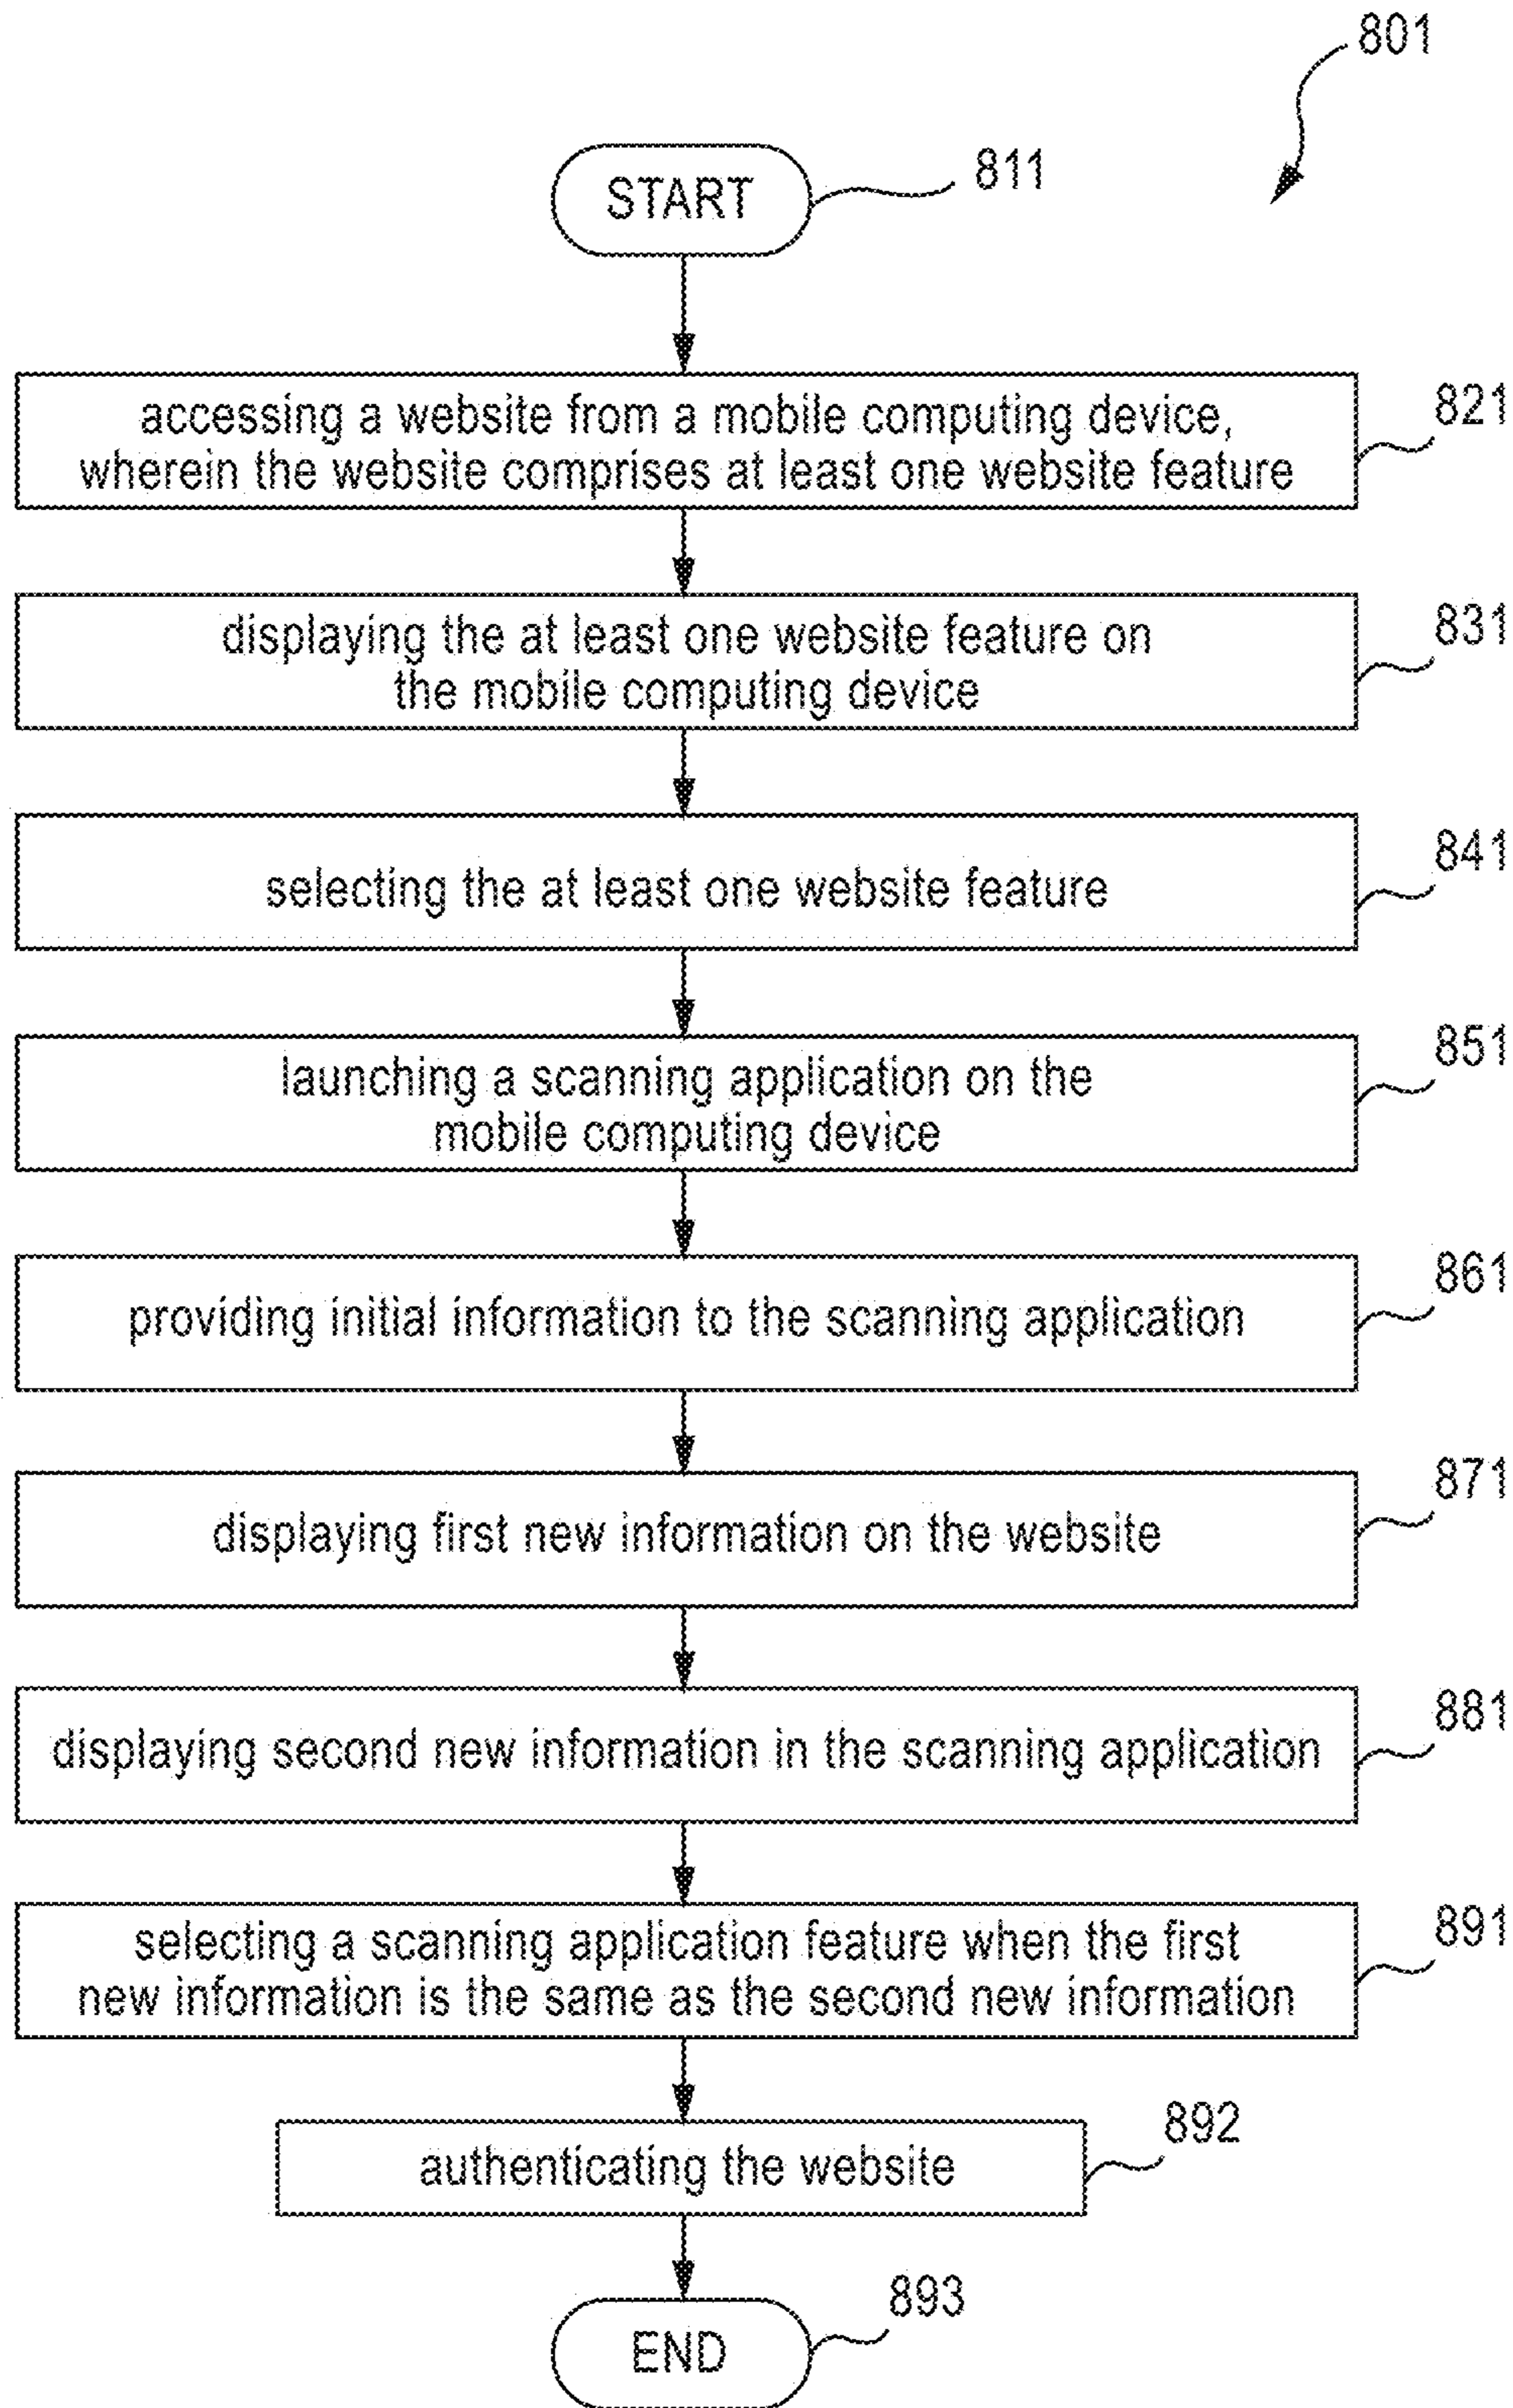 801
START
811
accessing a website from a mobile computing device,
wherein the website comprises at least one website feature
821
displaying the at least one website feature on
the mobile computing device
831
selecting the at least one website feature
841
launching a scanning application on the
mobile computing device
851
providing initial information to the scanning application
861
displaying first new information on the website
871
displaying second new information in the scanning application
881
selecting a scanning application feature when the first
new information is the same as the second new information
891
authenticating the website
892
END
893